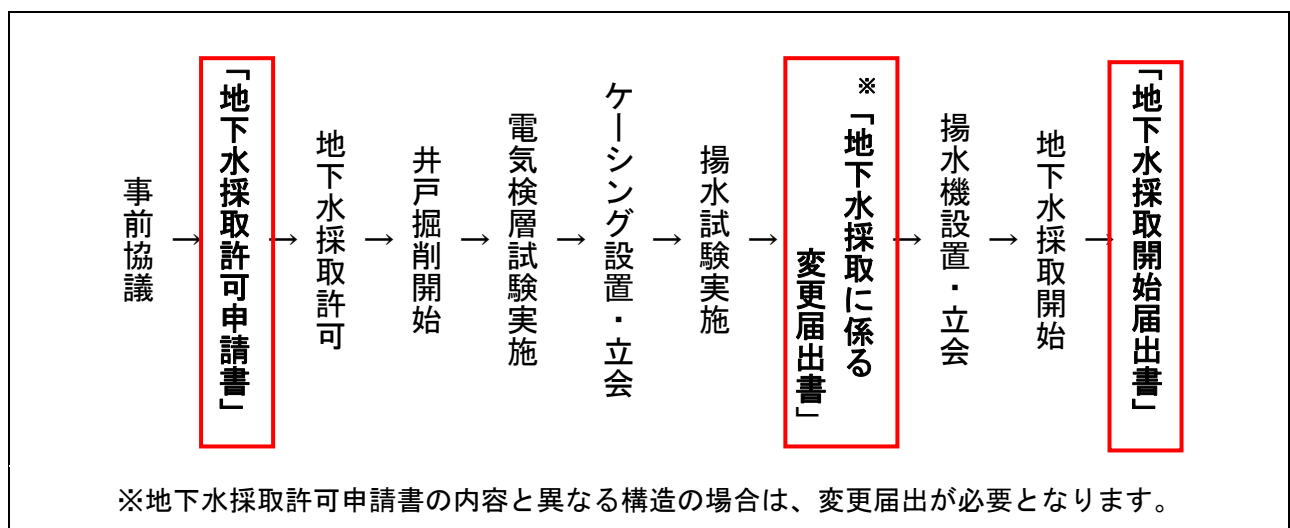 事前協議
→
「地下水採取許可申請書」
→
地下水採取許可
→
井戸掘削開始
→
電気検層試験実施
→
ケーシング設置・立会
→
揚水試験実施
→
※「地下水採取に係る
変更届出書」
→
揚水機設置・立会
→
地下水採取開始
→
「地下水採取開始届出書」
※地下水採取許可申請書の内容と異なる構造の場合は、変更届出が必要となります。